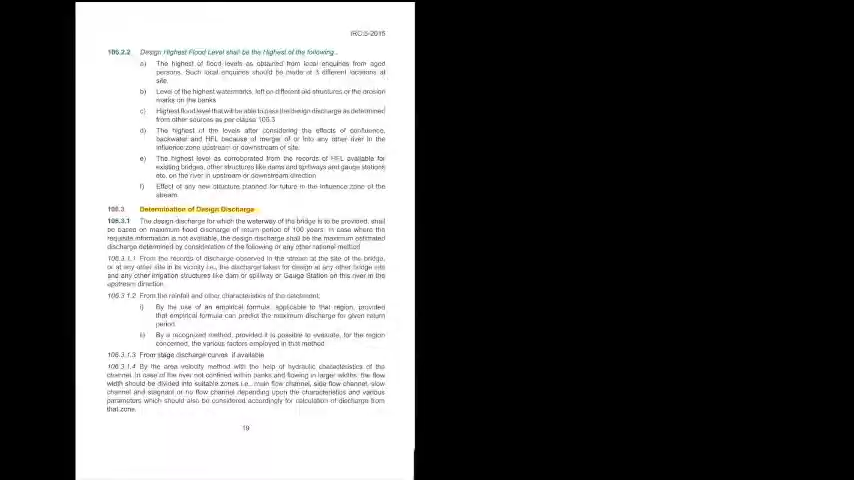 IRC:5-2015
106.2.2 Design Highest Flood Level shall be the Highest of the following .
a) The highest of flood levels as obtained from local enquiries from aged
persons. Such local enquires should be made at 3 different locations at
site.
b) Level of the highest watermarks, left on different old structures or the erosion
marks on the banks
c) Highest flood level that will be able to pass the design discharge as determined
from other sources as per clause 106.3
d) The highest of the levels after considering the effects of confluence,
backwater and HFL because of merger of or into any other river in the
influence zone upstream or downstream of site.
e) The highest level as corroborated from the records of HFL available for
existing bridges, other structures like dams and spillways and gauge stations
etc. on the river in upstream or downstream direction
f) Effect of any new structure planned for future in the influence zone of the
stream.
106.3 Determination of Design Discharge
106.3.1 The design discharge for which the waterway of the bridge is to be provided, shall
be based on maximum flood discharge of return period of 100 years. In case where the
requisite information is not available, the design discharge shall be the maximum estimated
discharge determined by consideration of the following or any other rational method
106.3.1.1 From the records of discharge observed in the stream at the site of the bridge,
or at any other site in its vicinity i.e., the discharge taken for design at any other bridge site
and any other irrigation structures like dam or spillway or Gauge Station on this river in the
upstream direction
106.3.1.2 From the rainfall and other characteristics of the catchment;
i) By the use of an empirical formula, applicable to that region, provided
that empirical formula can predict the maximum discharge for given return
period.
ii) By a recognized method, provided it is possible to evaluate, for the region
concerned, the various factors employed in that method
106.3.1.3 From stage discharge curves if available
106.3.1.4 By the area velocity method with the help of hydraulic characteristics of the
channel. In case of the river not confined within banks and flowing in larger widths, the flow
width should be divided into suitable zones i.e., main flow channel, side flow channel, slow
channel and stagnant or no flow channel depending upon the characteristics and various
parameters which should also be considered accordingly for calculation of discharge from
that zone.
19